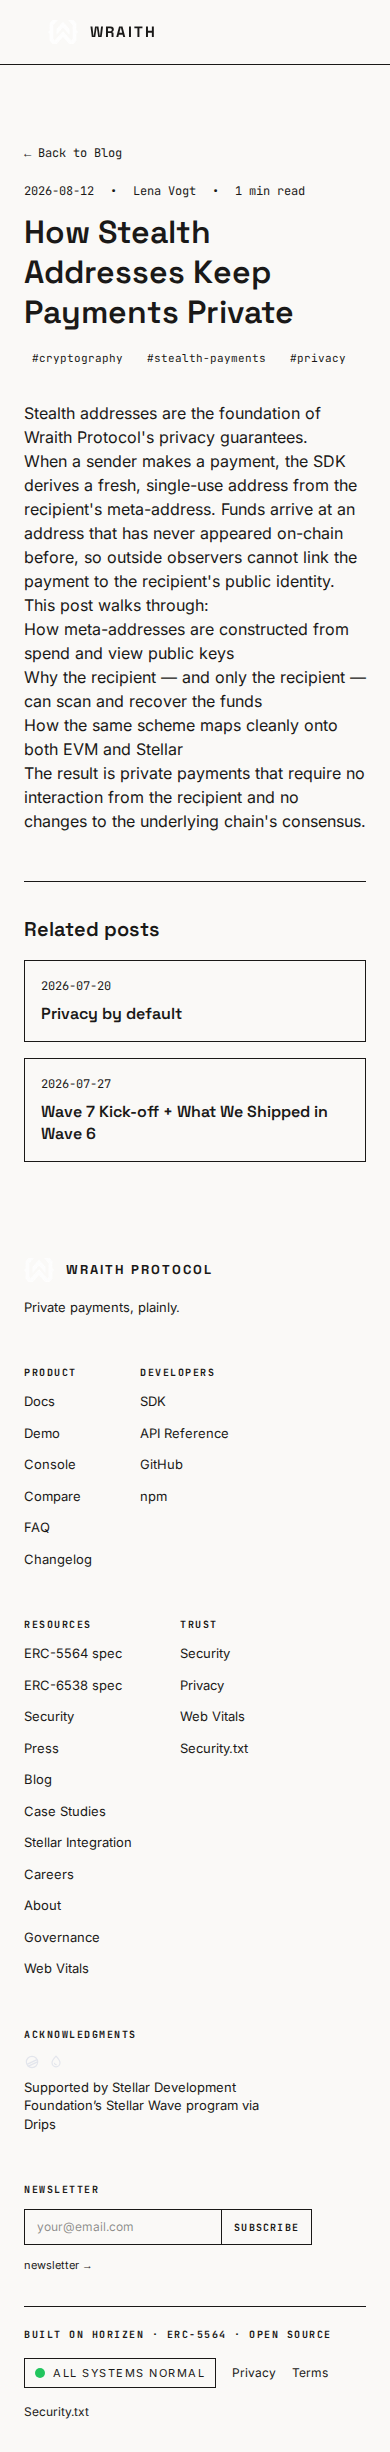 WRAITH
← Back to Blog
2026-08-12 • Lena Vogt • 1 min read
How Stealth
Addresses Keep
Payments Private
#cryptography #stealth-payments #privacy
Stealth addresses are the foundation of
Wraith Protocol's privacy guarantees.
When a sender makes a payment, the SDK
derives a fresh, single-use address from the
recipient's meta-address. Funds arrive at an
address that has never appeared on-chain
before, so outside observers cannot link the
payment to the recipient's public identity.
This post walks through:
How meta-addresses are constructed from
spend and view public keys
Why the recipient — and only the recipient —
can scan and recover the funds
How the same scheme maps cleanly onto
both EVM and Stellar
The result is private payments that require no
interaction from the recipient and no
changes to the underlying chain's consensus.
Related posts
2026-07-20
Privacy by default
2026-07-27
Wave 7 Kick-off + What We Shipped in
Wave 6
WRAITH PROTOCOL
Private payments, plainly.
PRODUCT DEVELOPERS
Docs SDK
Demo API Reference
Console GitHub
Compare npm
FAQ
Changelog
RESOURCES TRUST
ERC-5564 spec Security
ERC-6538 spec Privacy
Security Web Vitals
Press Security.txt
Blog
Case Studies
Stellar Integration
Careers
About
Governance
Web Vitals
ACKNOWLEDGMENTS
Supported by Stellar Development
Foundation’s Stellar Wave program via
Drips
NEWSLETTER
your@email.com SUBSCRIBE
newsletter →
BUILT ON HORIZEN · ERC-5564 · OPEN SOURCE
ALL SYSTEMS NORMAL Privacy Terms
Security.txt